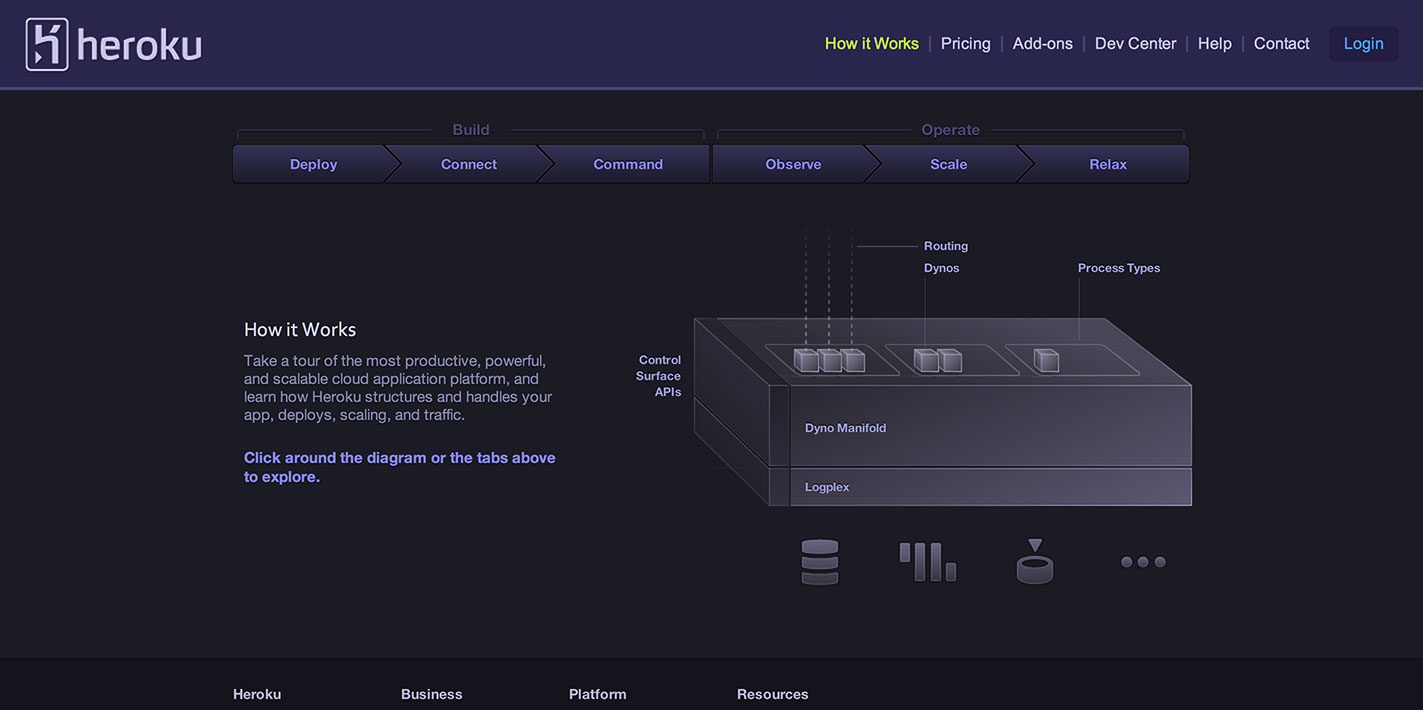 heroku
How it Works
Pricing
Add-ons
Dev Center
Help
Contact
Login
Build
Operate
Deploy
Connect
Command
Observe
Scale
Relax
Routing
Dynos
Process Types
How it Works
Take a tour of the most productive, powerful,
and scalable cloud application platform, and
learn how Heroku structures and handles your
app, deploys, scaling, and traffic.
Click around the diagram or the tabs above
to explore.
Control
Surface
APIs
Dyno Manifold
Logplex
Heroku
Business
Platform
Resources